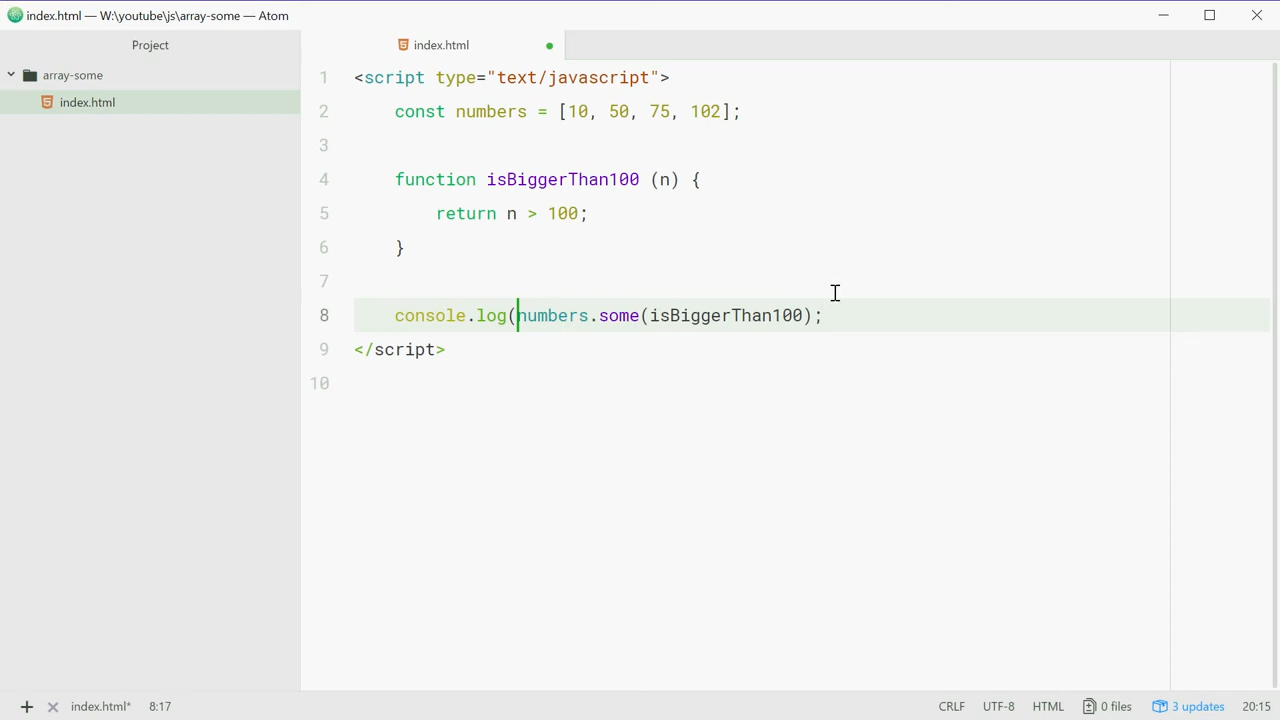 index.html — W:\youtube\js\array-some — Atom
Project
index.html
array-some
index.html
1 <script type="text/javascript">
2 const numbers = [10, 50, 75, 102];
3
4 function isBiggerThan100 (n) {
5 return n > 100;
6 }
7
8 console.log(numbers.some(isBiggerThan100);
9 </script>
10
index.html* 8:17 CRLF UTF-8 HTML 0 files 3 updates 20:15